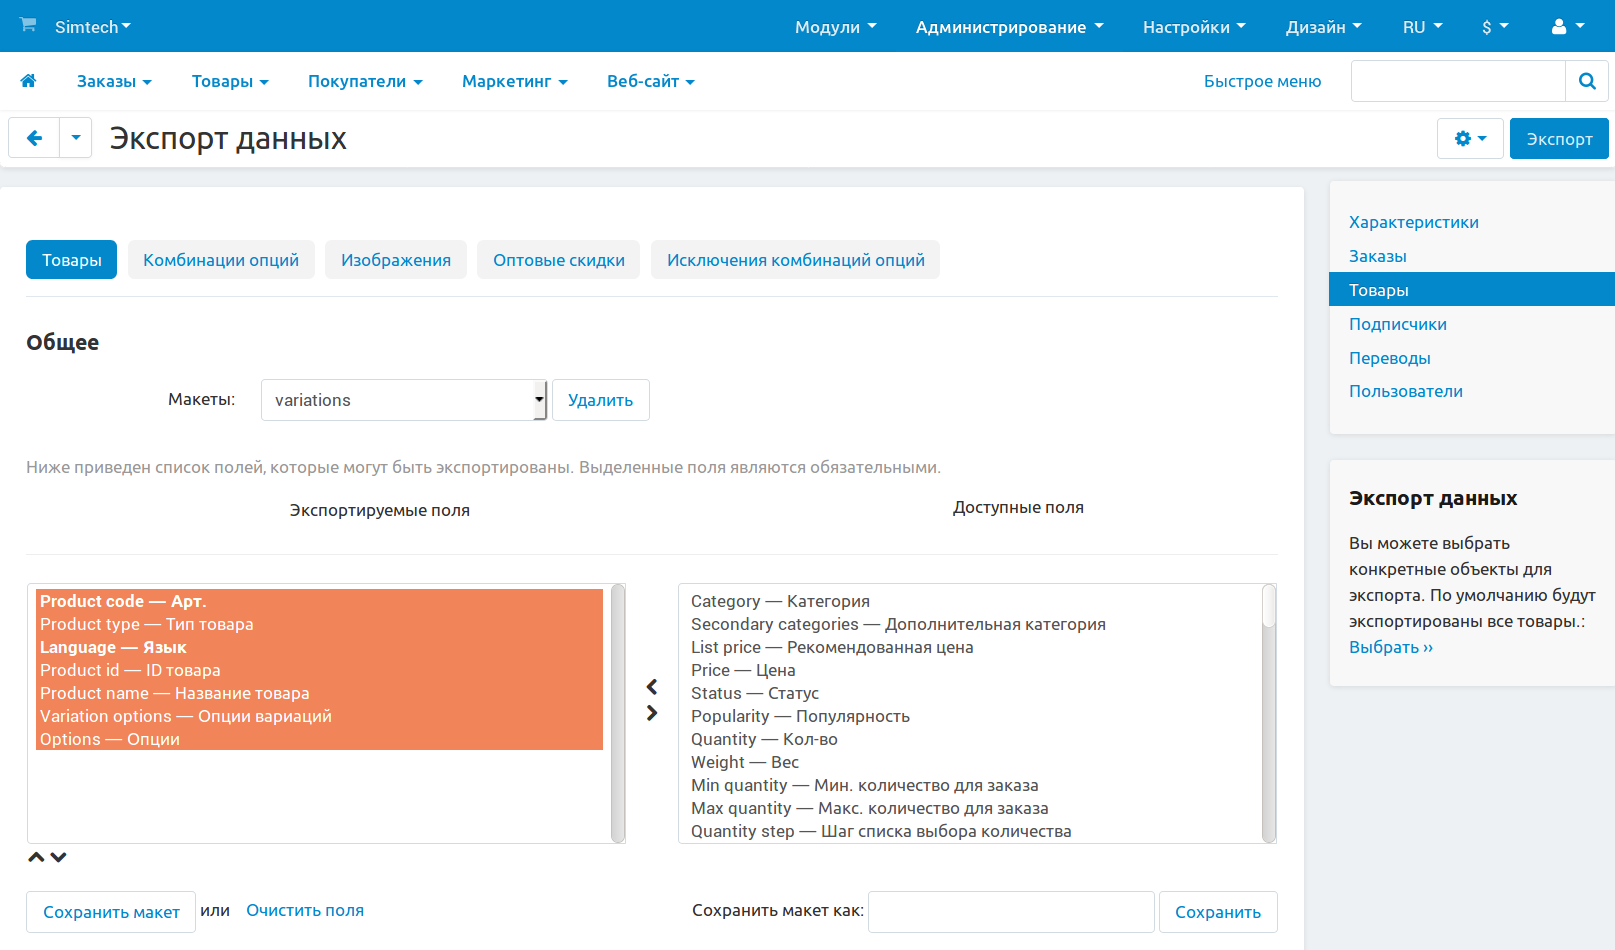 Simtech
Модули
Администрирование
Настройки
Дизайн
RU
$
Заказы
Товары
Покупатели
Маркетинг
Веб-сайт
Быстрое меню
Экспорт данных
Экспорт
Товары
Комбинации опций
Изображения
Оптовые скидки
Исключения комбинаций опций
Общее
Макеты:
variations
Удалить
Ниже приведен список полей, которые могут быть экспортированы. Выделенные поля являются обязательными.
Экспортируемые поля
Доступные поля
Product code — Арт.
Product type — Тип товара
Language — Язык
Product id — ID товара
Product name — Название товара
Variation options — Опции вариаций
Options — Опции
Category — Категория
Secondary categories — Дополнительная категория
List price — Рекомендованная цена
Price — Цена
Status — Статус
Popularity — Популярность
Quantity — Кол-во
Weight — Вес
Min quantity — Мин. количество для заказа
Max quantity — Макс. количество для заказа
Quantity step — Шаг списка выбора количества
Сохранить макет
или
Очистить поля
Сохранить макет как:
Сохранить
Характеристики
Заказы
Товары
Подписчики
Переводы
Пользователи
Экспорт данных
Вы можете выбрать
конкретные объекты для
экспорта. По умолчанию будут
экспортированы все товары.:
Выбрать ››